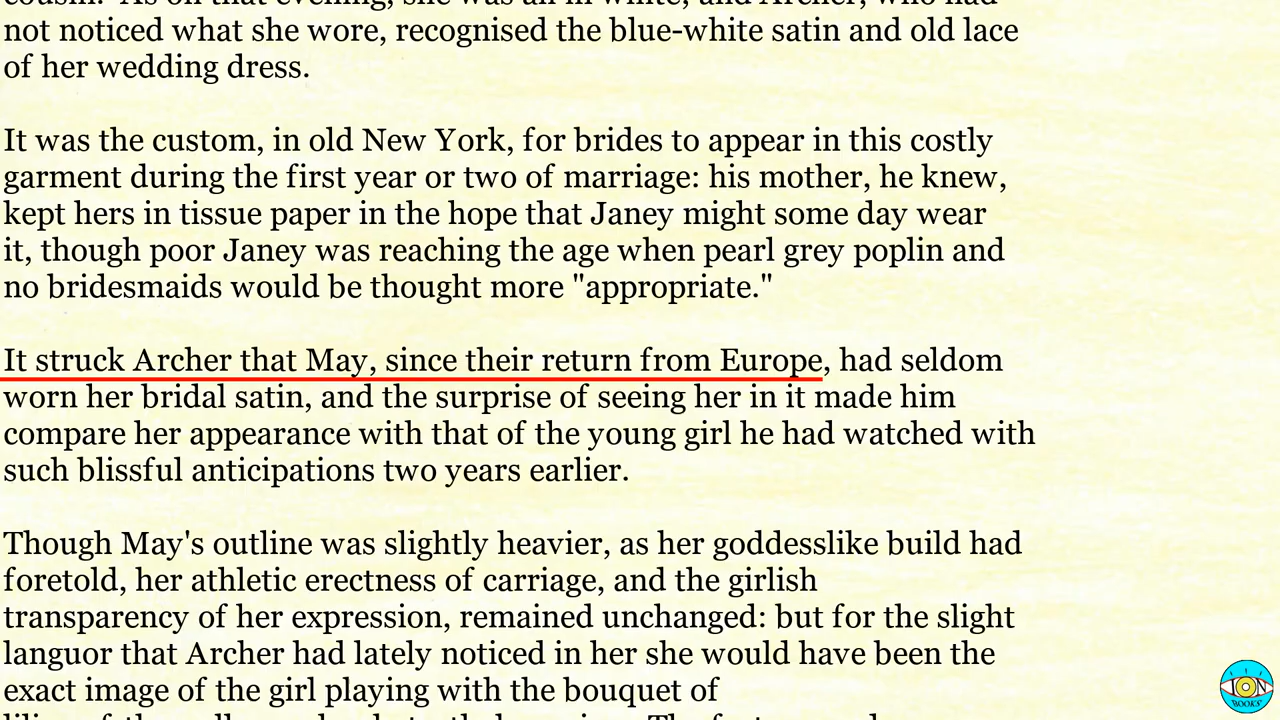 not noticed what she wore, recognised the blue-white satin and old lace
of her wedding dress.
It was the custom, in old New York, for brides to appear in this costly
garment during the first year or two of marriage: his mother, he knew,
kept hers in tissue paper in the hope that Janey might some day wear
it, though poor Janey was reaching the age when pearl grey poplin and
no bridesmaids would be thought more "appropriate."
It struck Archer that May, since their return from Europe, had seldom
worn her bridal satin, and the surprise of seeing her in it made him
compare her appearance with that of the young girl he had watched with
such blissful anticipations two years earlier.
Though May's outline was slightly heavier, as her goddesslike build had
foretold, her athletic erectness of carriage, and the girlish
transparency of her expression, remained unchanged: but for the slight
languor that Archer had lately noticed in her she would have been the
exact image of the girl playing with the bouquet of
ION
BOOKS